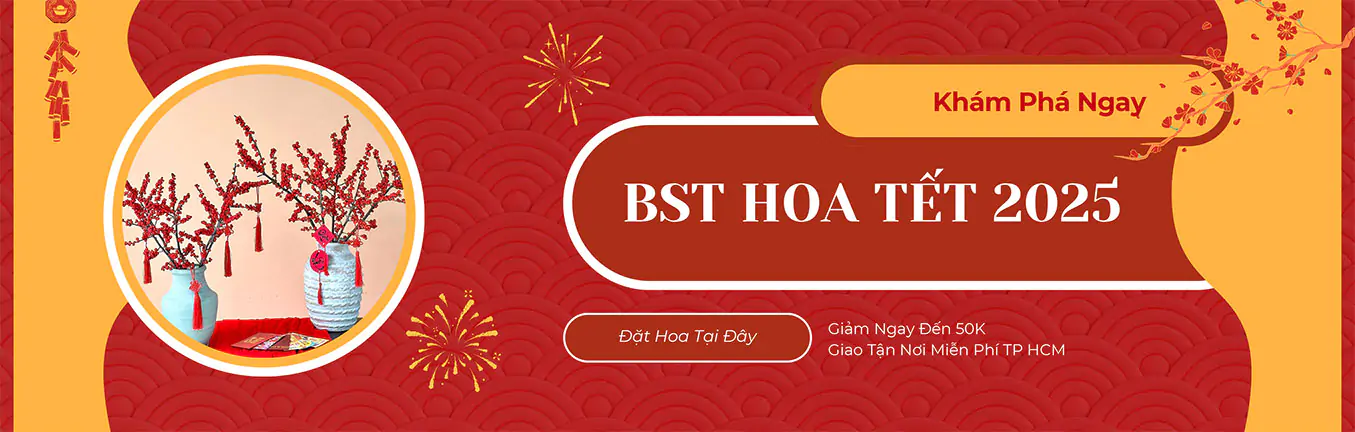 Khám Phá Ngay
BST HOA TẾT 2025
Đặt Hoa Tại Đây
Giảm Ngay Đến 50K
Giao Tận Nơi Miễn Phí TP HCM